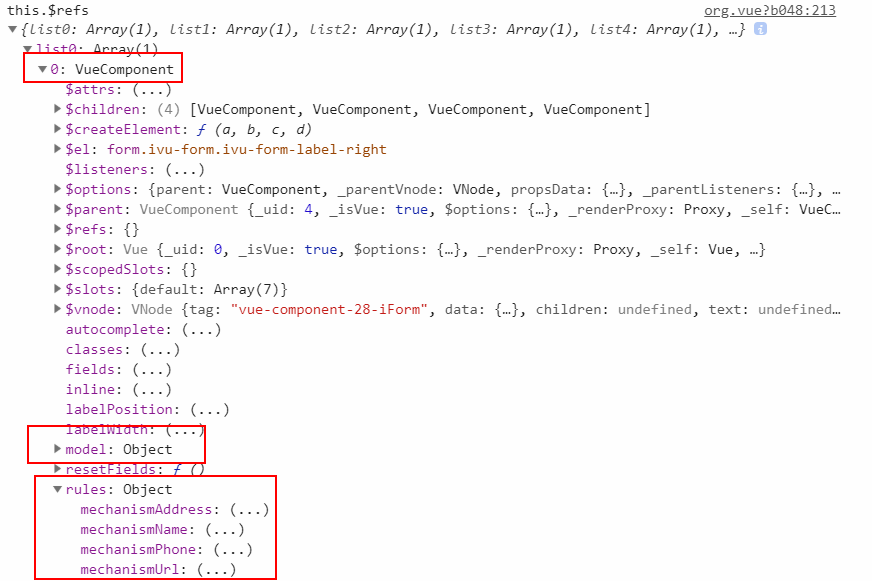 this.$refs org.vue?b048:213
▼{list0: Array(1), list1: Array(1), list2: Array(1), list3: Array(1), list4: Array(1), …} i
▼list0: Array(1)
▼0: VueComponent
$attrs: (...)
▶$children: (4) [VueComponent, VueComponent, VueComponent, VueComponent]
▶$createElement: ƒ (a, b, c, d)
▶$el: form.ivu-form.ivu-form-label-right
$listeners: (...)
▶$options: {parent: VueComponent, _parentVnode: VNode, propsData: {…}, _parentListeners: {…}, …
▶$parent: VueComponent {_uid: 4, _isVue: true, $options: {…}, _renderProxy: Proxy, _self: VueC…
▶$refs: {}
▶$root: Vue {_uid: 0, _isVue: true, $options: {…}, _renderProxy: Proxy, _self: Vue, …}
▶$scopedSlots: {}
▶$slots: {default: Array(7)}
▶$vnode: VNode {tag: "vue-component-28-iForm", data: {…}, children: undefined, text: undefined…
autocomplete: (...)
classes: (...)
fields: (...)
inline: (...)
labelPosition: (...)
labelWidth: (...)
▶model: Object
▶resetFields: ƒ ()
▼rules: Object
mechanismAddress: (...)
mechanismName: (...)
mechanismPhone: (...)
mechanismUrl: (...)